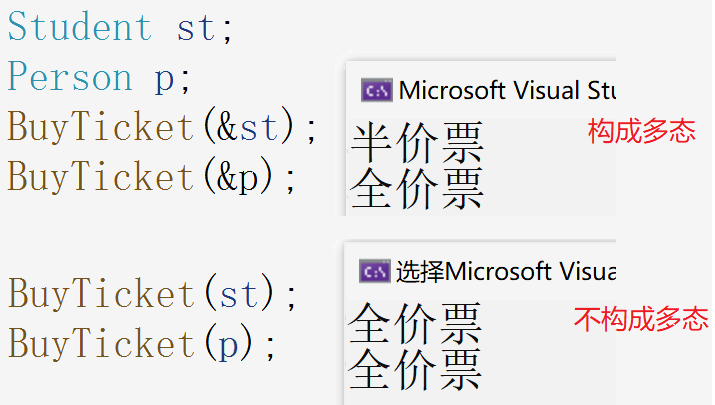 Student st;
Person p;
BuyTicket(&st);
BuyTicket(&p);
Microsoft Visual Stu
半价票
全价票
构成多态
BuyTicket(st);
BuyTicket(p);
选择Microsoft Visua
全价票
全价票
不构成多态